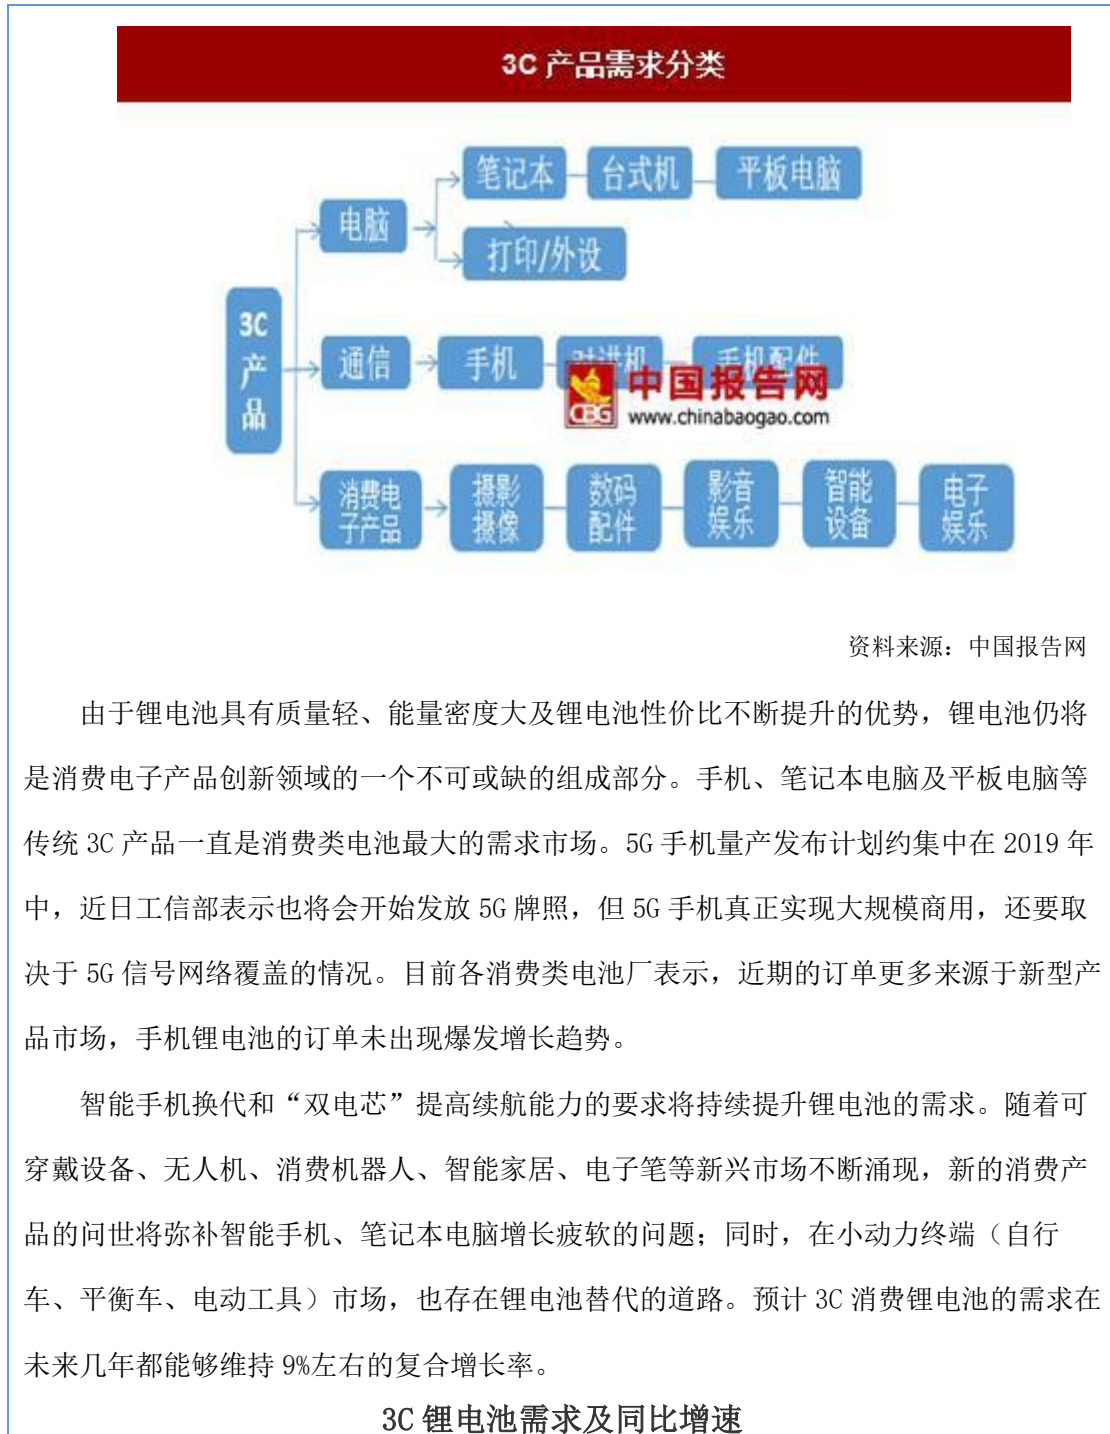 3C 产品需求分类
笔记本
台式机
平板电脑
电脑
打印/外设
3C
产
品
通信
手机
对讲机
手机配件
中国报告网
CBG
www.chinabaogao.com
消费电
子产品
摄影
摄像
数码
配件
影音
娱乐
智能
设备
电子
娱乐
资料来源：中国报告网
由于锂电池具有质量轻、能量密度大及锂电池性价比不断提升的优势，锂电池仍将
是消费电子产品创新领域的一个不可或缺的组成部分。手机、笔记本电脑及平板电脑等
传统 3C 产品一直是消费类电池最大的需求市场。5G 手机量产发布计划约集中在 2019 年
中，近日工信部表示也将会开始发放 5G 牌照，但 5G 手机真正实现大规模商用，还要取
决于 5G 信号网络覆盖的情况。目前各消费类电池厂表示，近期的订单更多来源于新型产
品市场，手机锂电池的订单未出现爆发增长趋势。
智能手机换代和“双电芯”提高续航能力的要求将持续提升锂电池的需求。随着可
穿戴设备、无人机、消费机器人、智能家居、电子笔等新兴市场不断涌现，新的消费产
品的问世将弥补智能手机、笔记本电脑增长疲软的问题；同时，在小动力终端（自行
车、平衡车、电动工具）市场，也存在锂电池替代的道路。预计 3C 消费锂电池的需求在
未来几年都能够维持 9%左右的复合增长率。
3C 锂电池需求及同比增速